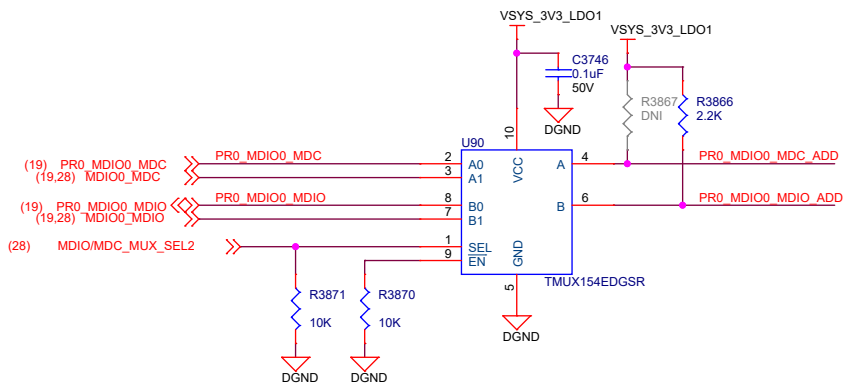 VSYS_3V3_LDO1
VSYS_3V3_LDO1
C3746
0.1uF
50V
R3867
DNI
R3866
2.2K
DGND
U90
10
VCC
(19) PR0_MDIO0_MDC
PR0_MDIO0_MDC
2
A0
A
4
PR0_MDIO0_MDC_ADD
(19,28) MDIO0_MDC
3
A1
(19) PR0_MDIO0_MDIO
PR0_MDIO0_MDIO
8
B0
B
6
PR0_MDIO0_MDIO_ADD
(19,28) MDIO0_MDIO
7
B1
(28) MDIO/MDC_MUX_SEL2
1
SEL
9
EN
GND
5
TMUX154EDGSR
R3871
10K
R3870
10K
DGND
DGND
DGND